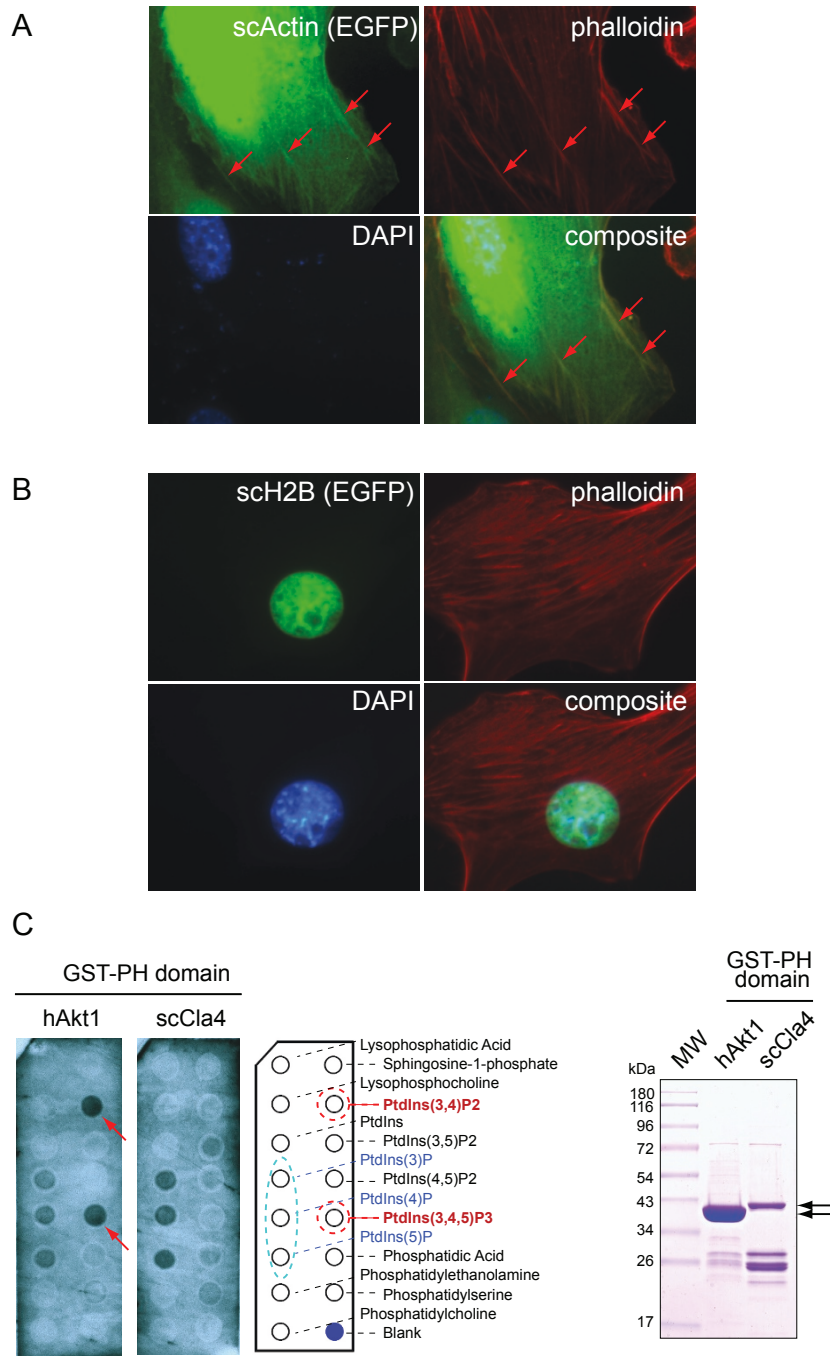 A
scActin (EGFP)
phalloidin
DAPI
composite
B
scH2B (EGFP)
phalloidin
DAPI
composite
C
GST-PH domain
hAkt1
scCla4
Lysophosphatidic Acid
Sphingosine-1-phosphate
Lysophosphocholine
PtdIns(3,4)P2
PtdIns
PtdIns(3,5)P2
PtdIns(3)P
PtdIns(4,5)P2
PtdIns(4)P
PtdIns(3,4,5)P3
PtdIns(5)P
Phosphatidic Acid
Phosphatidylethanolamine
Phosphatidylserine
Phosphatidylcholine
Blank
GST-PH
domain
MW
hAkt1
scCla4
kDa
180
116
96
72
54
43
34
26
17